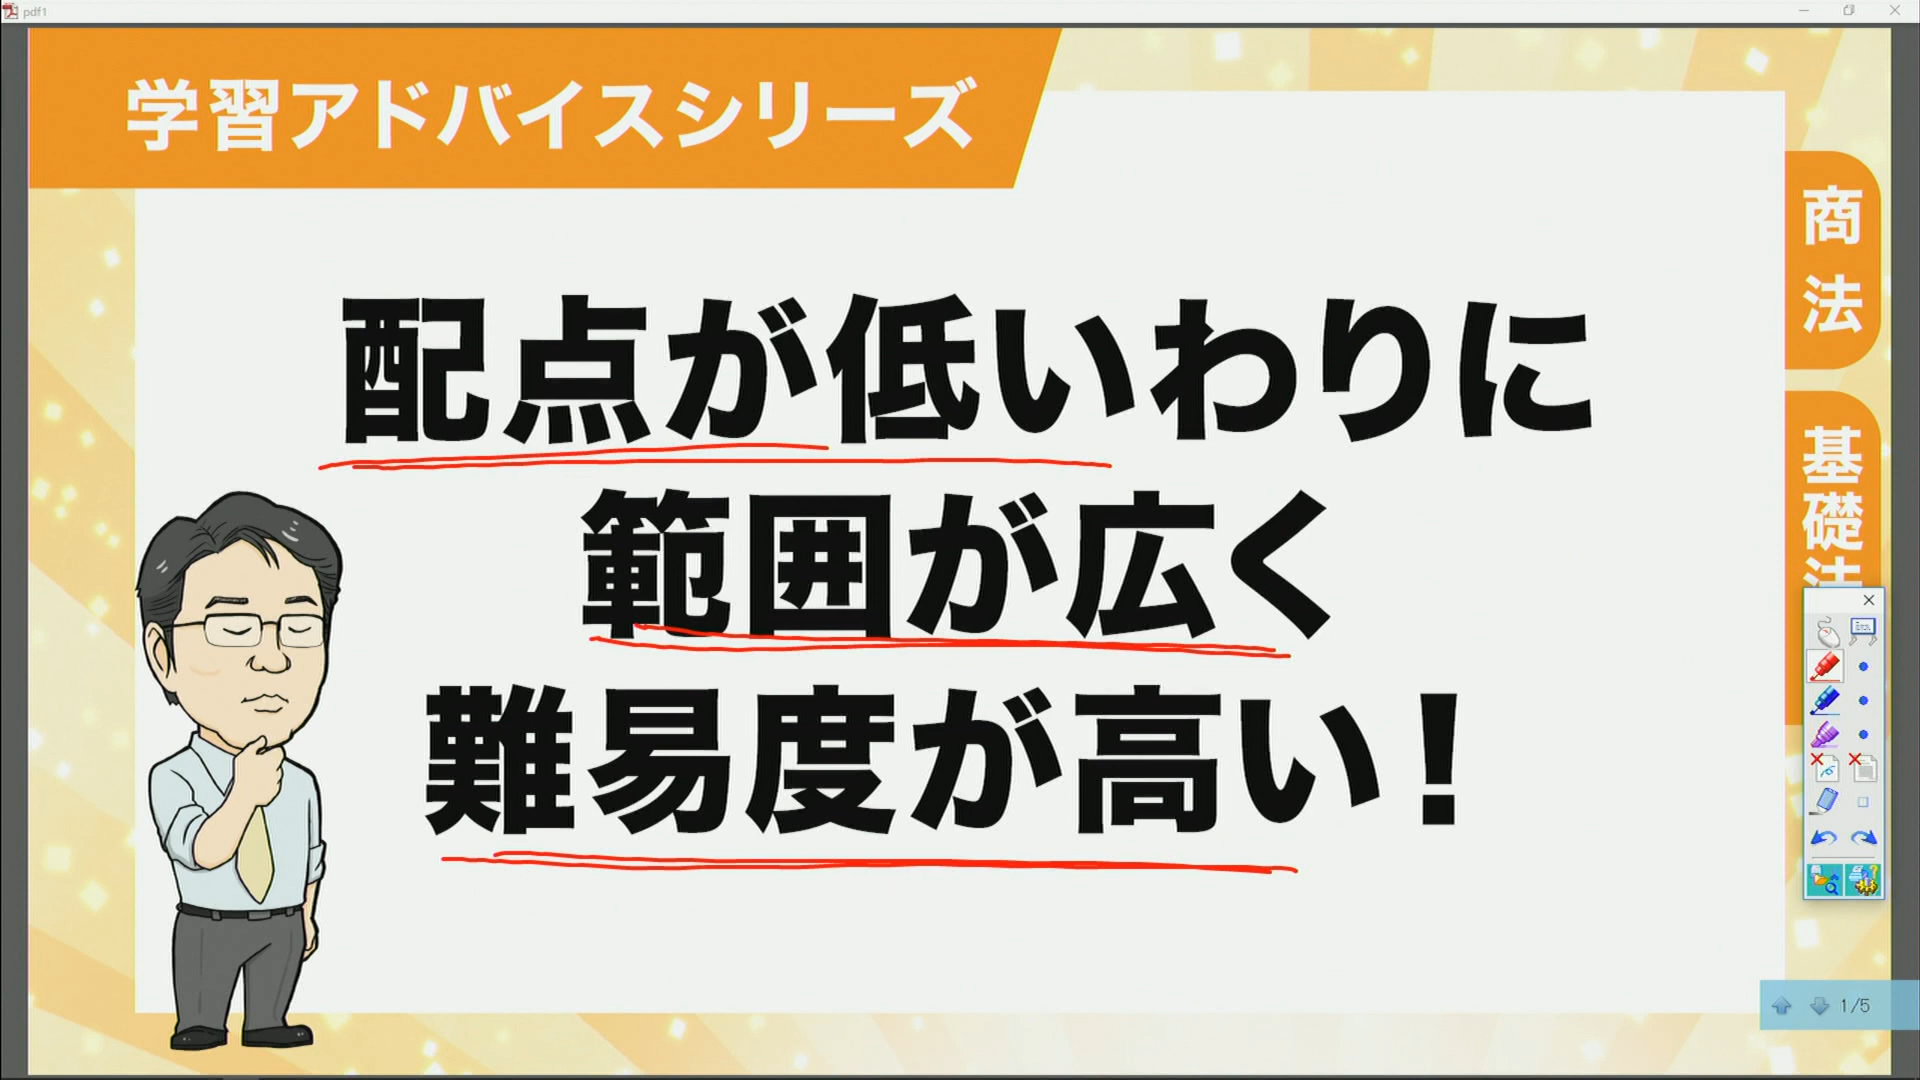 pdf1
学習アドバイスシリーズ
配点が低いわりに
範囲が広く
難易度が高い！
商法
基礎法
1/5